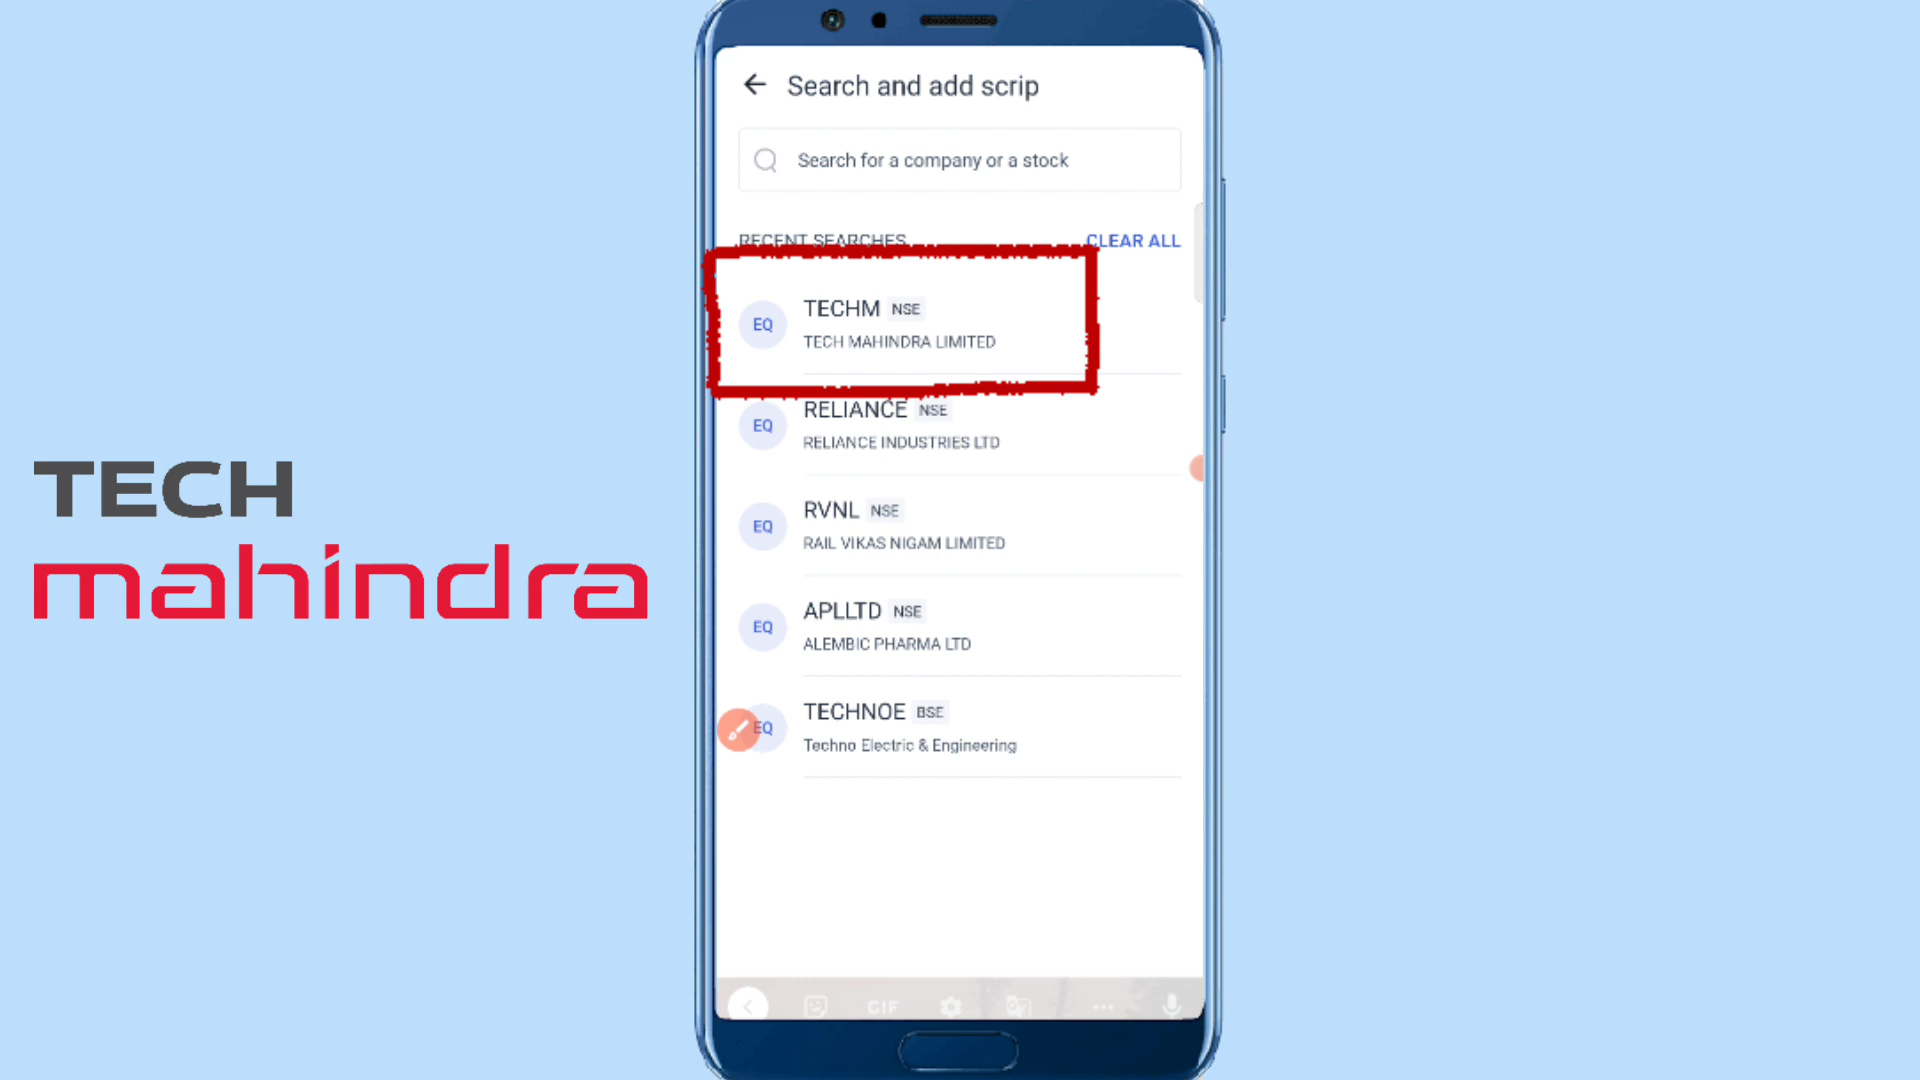 TECH
mahindra
Search and add scrip
Search for a company or a stock
RECENT SEARCHES
CLEAR ALL
EQ
TECHM NSE
TECH MAHINDRA LIMITED
EQ
RELIANCE NSE
RELIANCE INDUSTRIES LTD
EQ
RVNL NSE
RAIL VIKAS NIGAM LIMITED
EQ
APLLTD NSE
ALEMBIC PHARMA LTD
EQ
TECHNOE BSE
Techno Electric & Engineering
GIF